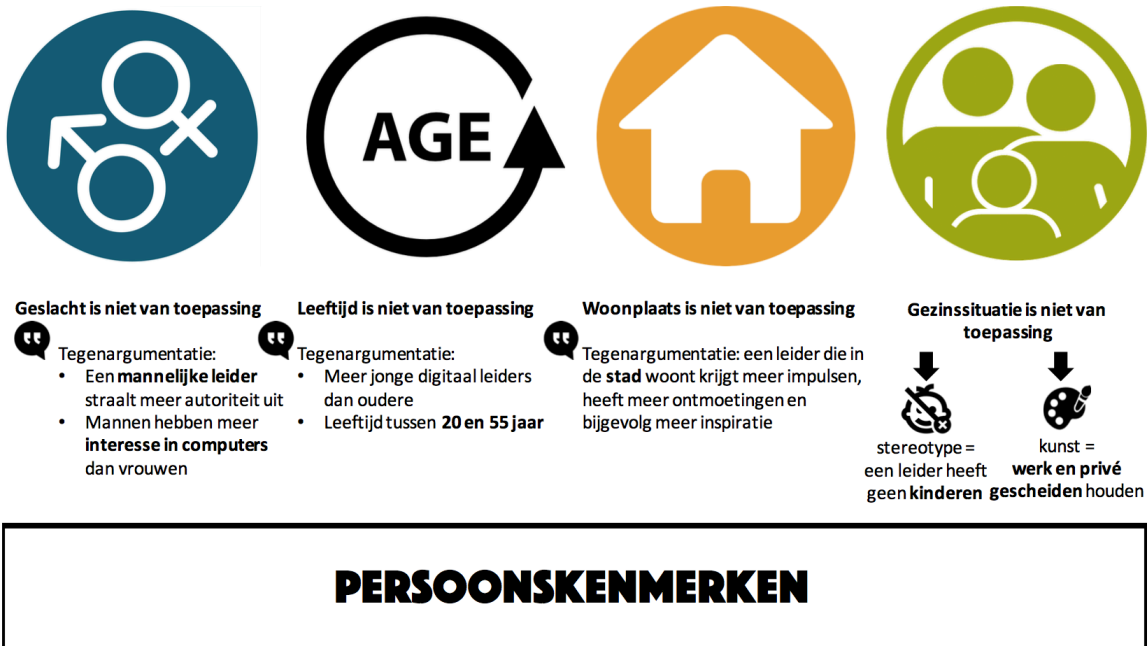 AGE
Geslacht is niet van toepassing
Tegenargumentatie:
• Een mannelijke leider
straalt meer autoriteit uit
• Mannen hebben meer
interesse in computers
dan vrouwen
Leeftijd is niet van toepassing
Tegenargumentatie:
• Meer jonge digitaal leiders
dan oudere
• Leeftijd tussen 20 en 55 jaar
Woonplaats is niet van toepassing
Tegenargumentatie: een leider die in
de stad woont krijgt meer impulsen,
heeft meer ontmoetingen en
bijgevolg meer inspiratie
Gezinssituatie is niet van
toepassing
stereotype =
een leider heeft
geen kinderen
kunst =
werk en privé
gescheiden houden
PERSOONSKENMERKEN